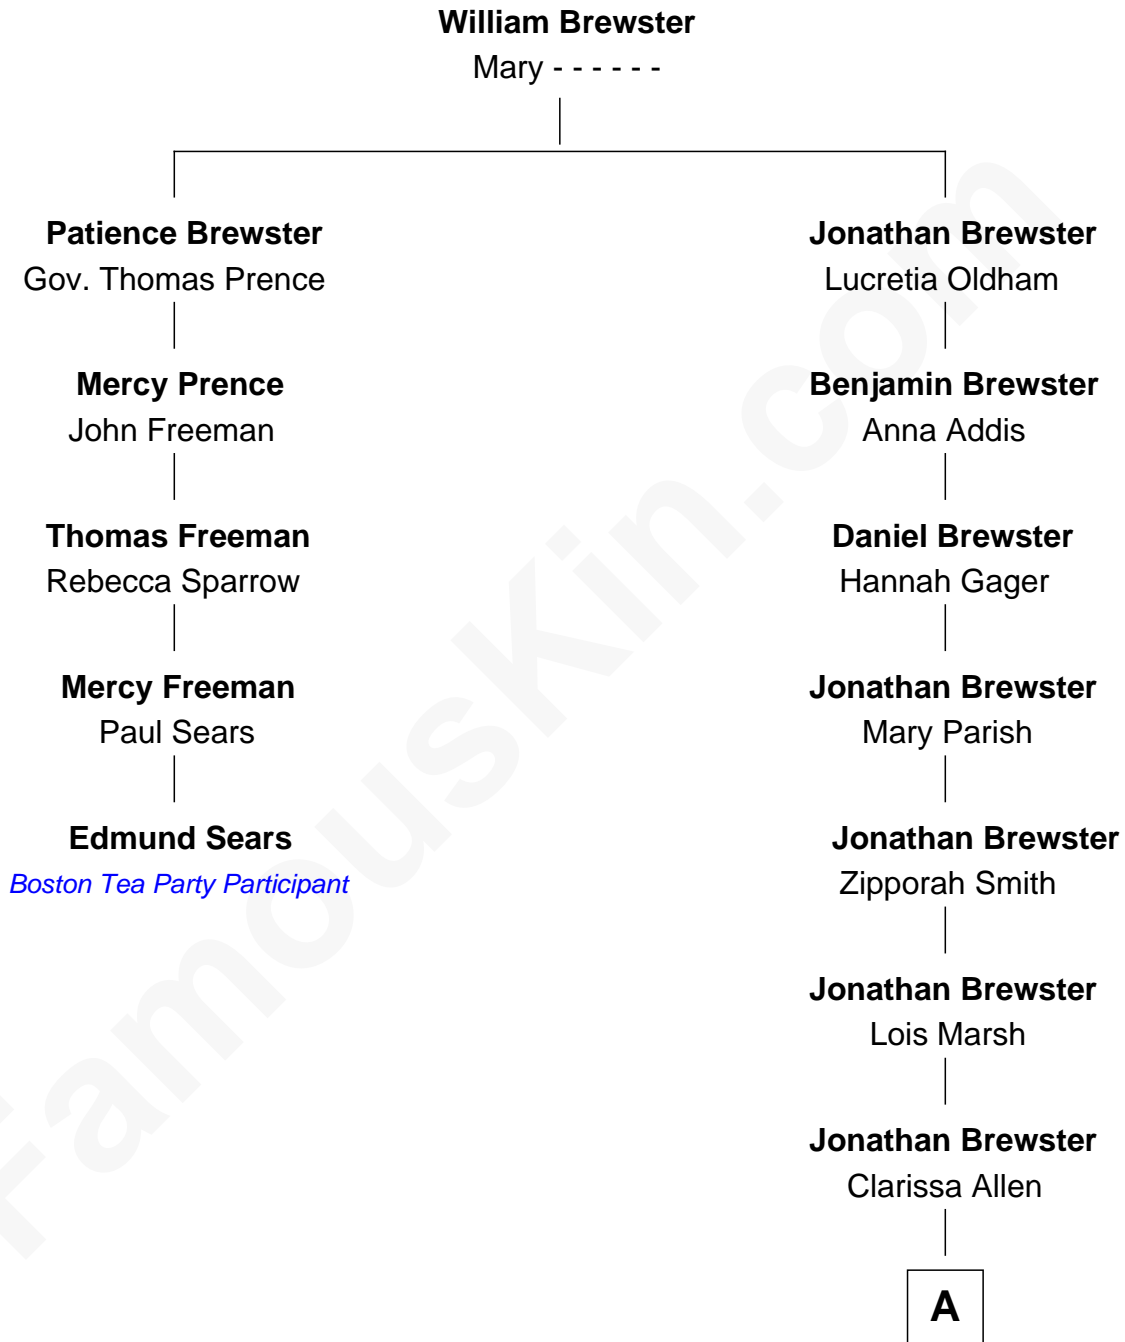 William Brewster
Mary - - - - - -
Patience Brewster
Gov. Thomas Prence
Jonathan Brewster
Lucretia Oldham
Mercy Prence
John Freeman
Benjamin Brewster
Anna Addis
Thomas Freeman
Rebecca Sparrow
Daniel Brewster
Hannah Gager
Mercy Freeman
Paul Sears
Jonathan Brewster
Mary Parish
Edmund Sears
Boston Tea Party Participant
Jonathan Brewster
Zipporah Smith
Jonathan Brewster
Lois Marsh
Jonathan Brewster
Clarissa Allen
A
FamousKin.com